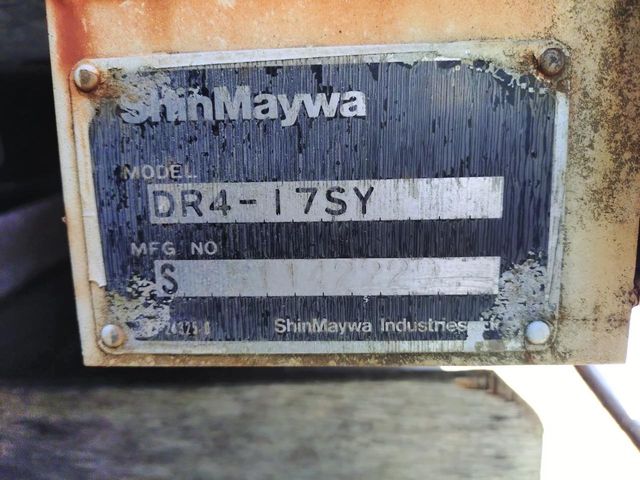 ShinMaywa
MODEL
DR4-17SY
MFG NO
S
ShinMaywa Industries